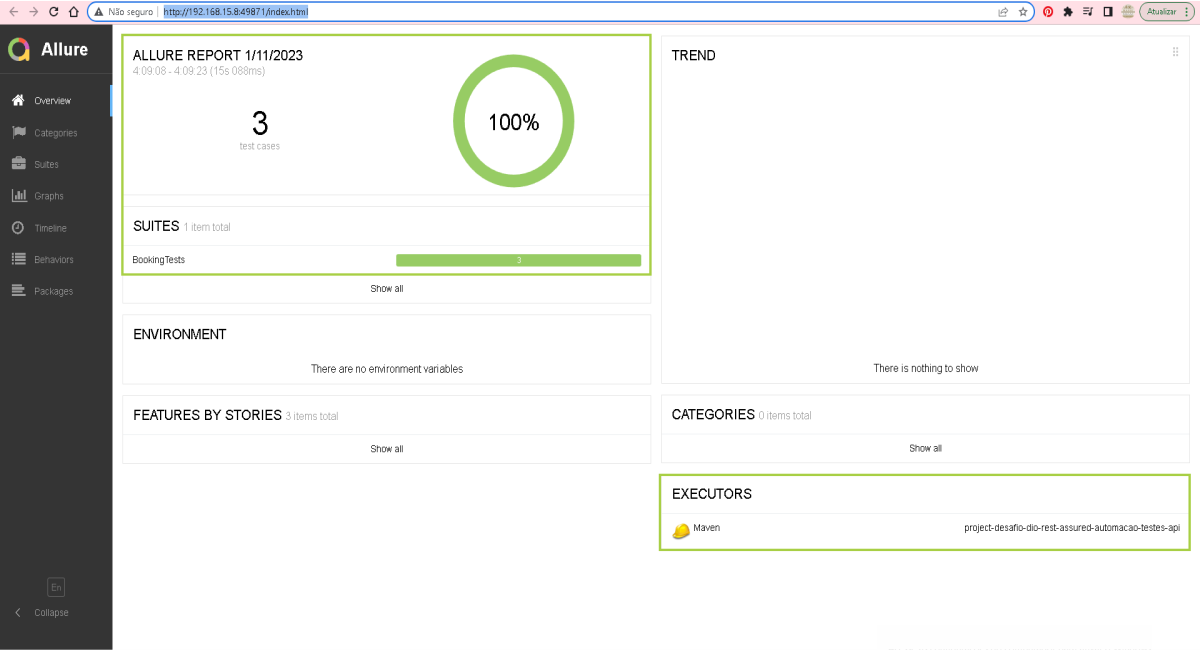 Não seguro
http://192.168.15.8:49871/index.html
Atualizar
Allure
Overview
Categories
Suites
Graphs
Timeline
Behaviors
Packages
En
Collapse
ALLURE REPORT 1/11/2023
4:09:08 - 4:09:23 (15s 088ms)
3
test cases
100%
SUITES 1 item total
BookingTests 3
Show all
ENVIRONMENT
There are no environment variables
FEATURES BY STORIES 3 items total
Show all
TREND
There is nothing to show
CATEGORIES 0 items total
Show all
EXECUTORS
Maven project-desafio-dio-rest-assured-automacao-testes-api